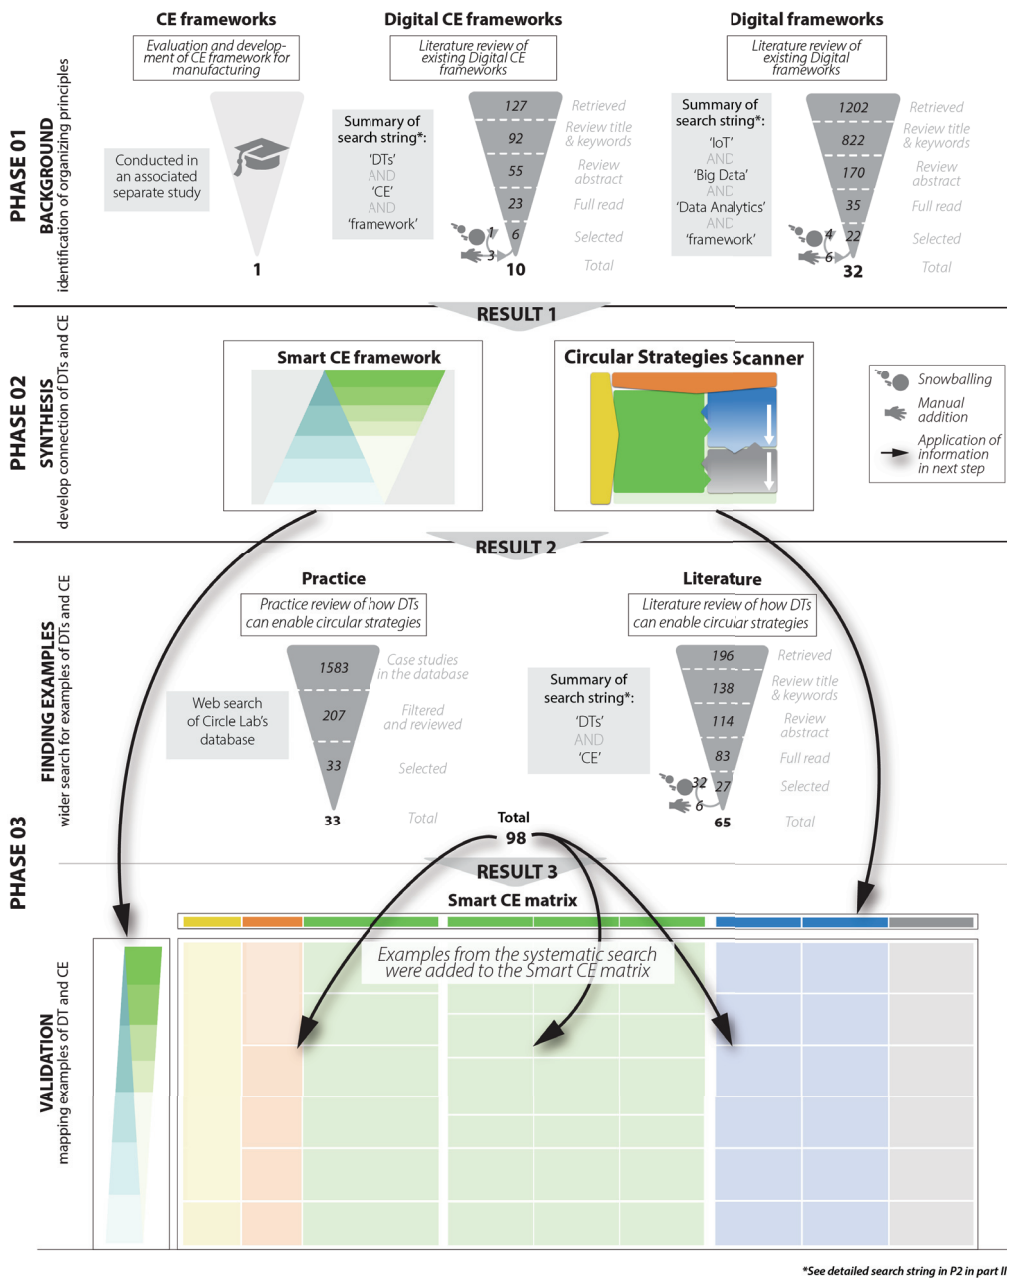 PHASE 01
BACKGROUND
identification of organizing principles
CE frameworks
Evaluation and develop-
ment of CE framework for
manufacturing
Conducted in
an associated
separate study
1
Digital CE frameworks
Literature review of
existing Digital CE
frameworks
Summary of
search string*:
'DTs'
AND
'CE'
AND
'framework'
127
Retrieved
92
Review title
& keywords
55
Review
abstract
23
Full read
1
6
Selected
3
10
Total
Digital frameworks
Literature review of
existing Digital
frameworks
Summary of
search string*:
'IoT'
AND
'Big Data'
AND
'Data Analytics'
AND
'framework'
1202
Retrieved
822
Review title
& keywords
170
Review
abstract
35
Full read
4
22
Selected
6
32
Total
RESULT 1
PHASE 02
SYNTHESIS
develop connection of DTs and CE
Smart CE framework
Circular Strategies Scanner
Snowballing
Manual
addition
Application of
information
in next step
RESULT 2
PHASE 03
FINDING EXAMPLES
wider search for examples of DTs and CE
Practice
Practice review of how DTs
can enable circular strategies
Web search
of Circle Lab's
database
1583
Case studies
in the database
207
Filtered
and reviewed
33
Selected
33
Total
Literature
Literature review of how DTs
can enable circular strategies
Summary of
search string*:
'DTs'
AND
'CE'
196
Retrieved
138
Review title
& keywords
114
Review
abstract
83
Full read
32
27
Selected
6
65
Total
Total
98
RESULT 3
Smart CE matrix
VALIDATION
mapping examples of DT and CE
Examples from the systematic search
were added to the Smart CE matrix
*See detailed search string in P2 in part II